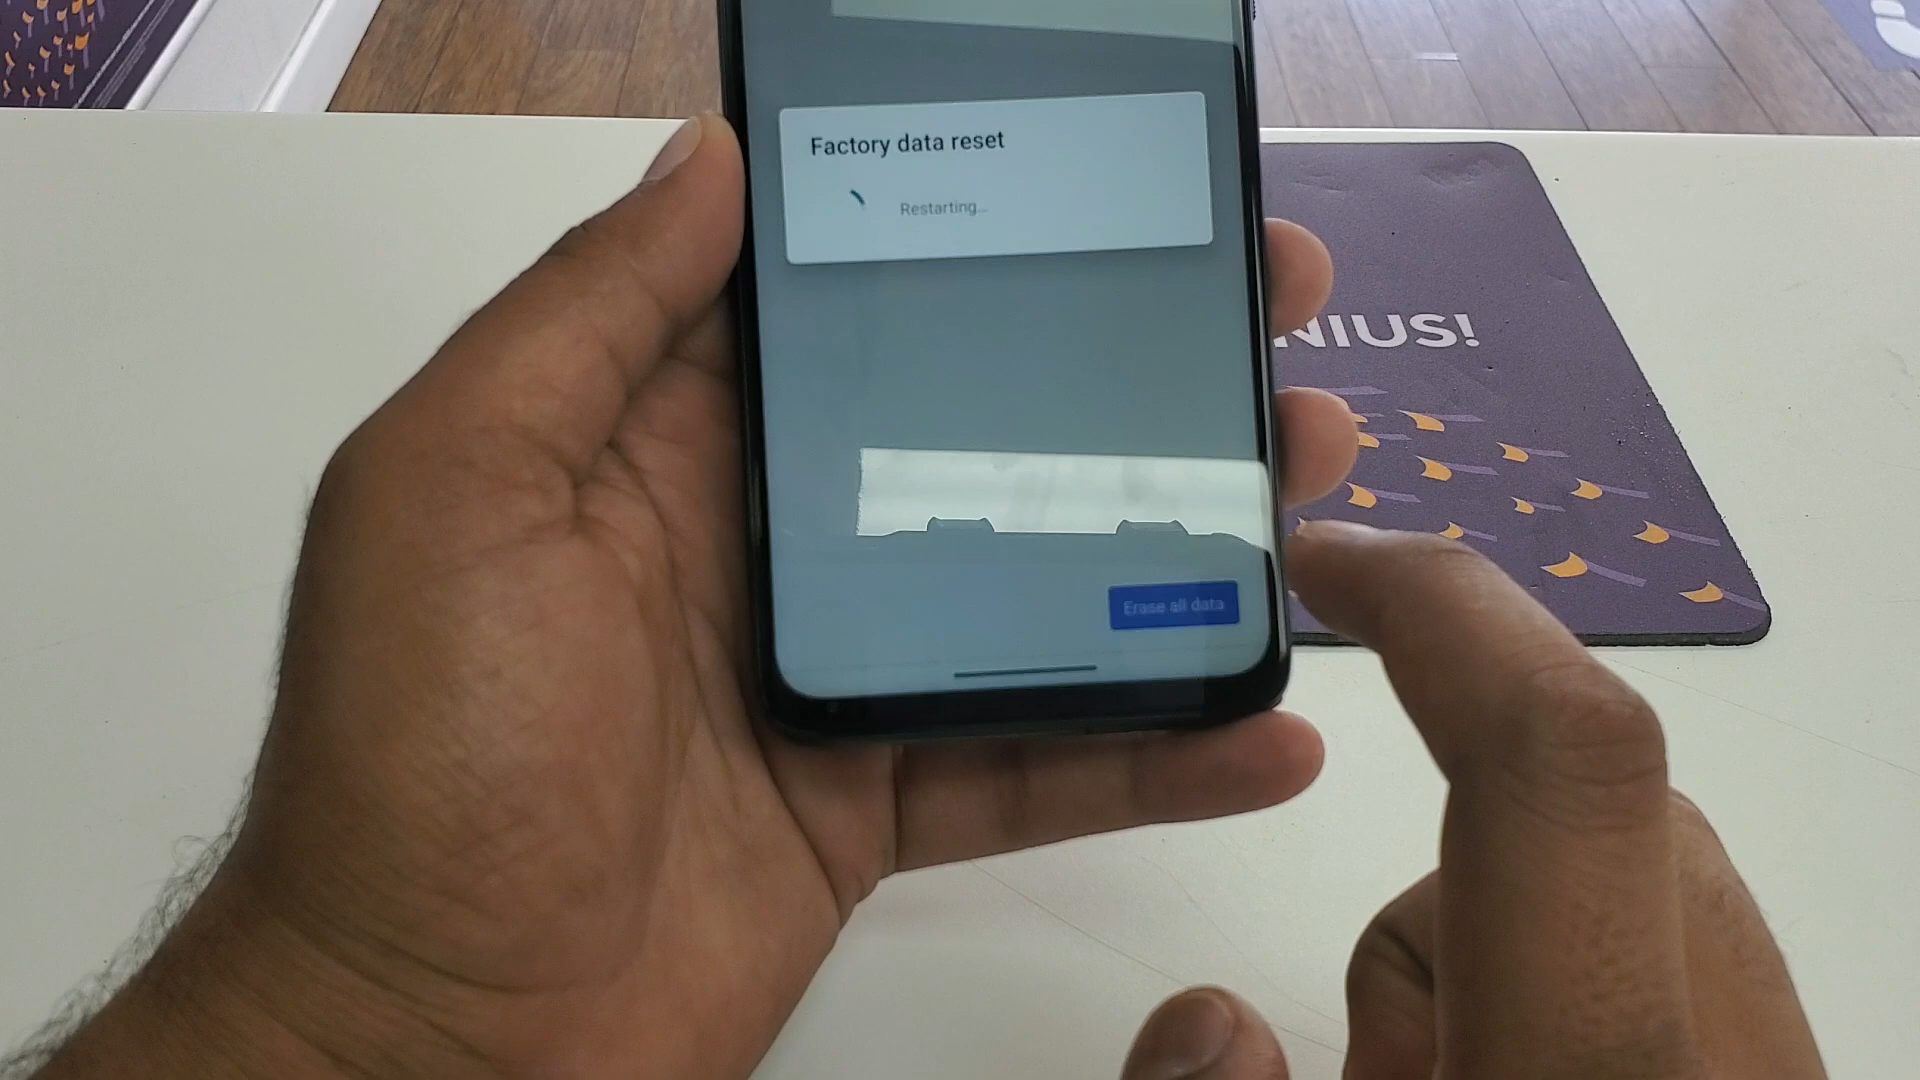 Factory data reset
Restarting...
NIUS!
Erase all data